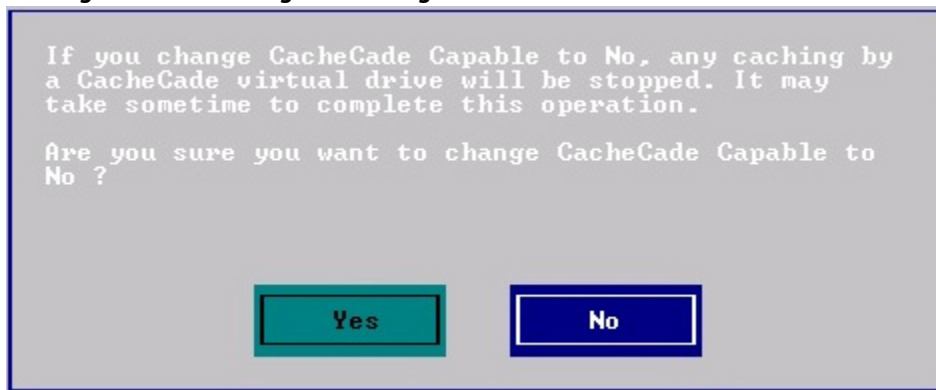 If you change CacheCade Capable to No, any caching by
a CacheCade virtual drive will be stopped. It may
take sometime to complete this operation.
Are you sure you want to change CacheCade Capable to
No ?
Yes
No